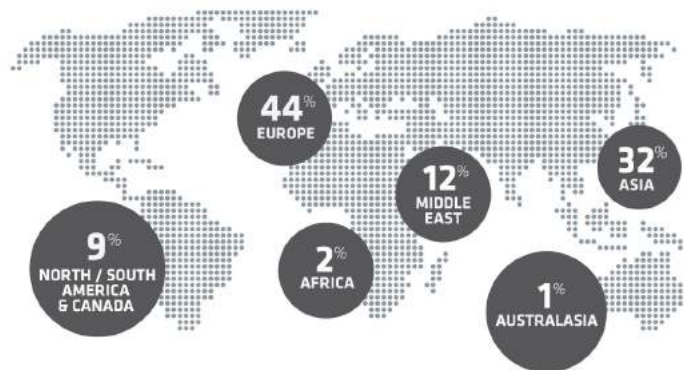 44%
EUROPE
32%
ASIA
12%
MIDDLE
EAST
9%
NORTH / SOUTH
AMERICA
& CANADA
2%
AFRICA
1%
AUSTRALASIA